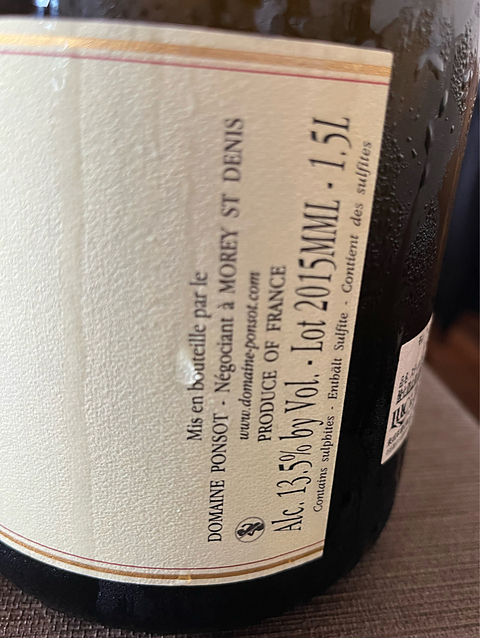 Mis en bouteille par le
DOMAINE PONSOT - Négociant à MOREY ST DENIS
www.domaine-ponsot.com
PRODUCE OF FRANCE
Alc. 13.5% by Vol. - Lot 2015MML - 1.5L
Contains sulphites - Enthält Sulfite - Contient des sulfites